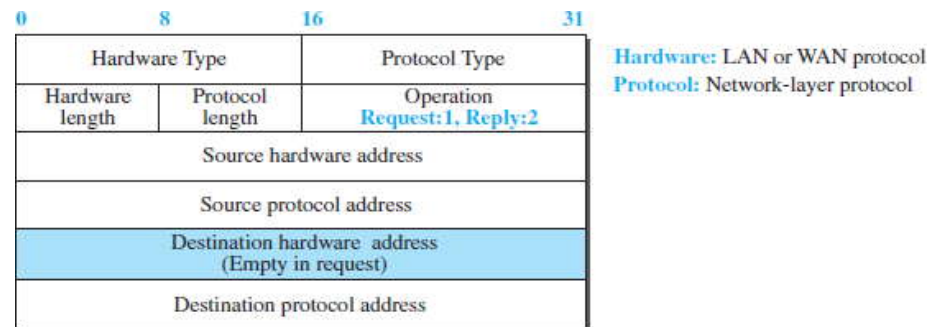 0 8 16 31
Hardware Type Protocol Type
Hardware: LAN or WAN protocol
Protocol: Network-layer protocol
Hardware length
Protocol length
Operation
Request:1, Reply:2
Source hardware address
Source protocol address
Destination hardware address
(Empty in request)
Destination protocol address